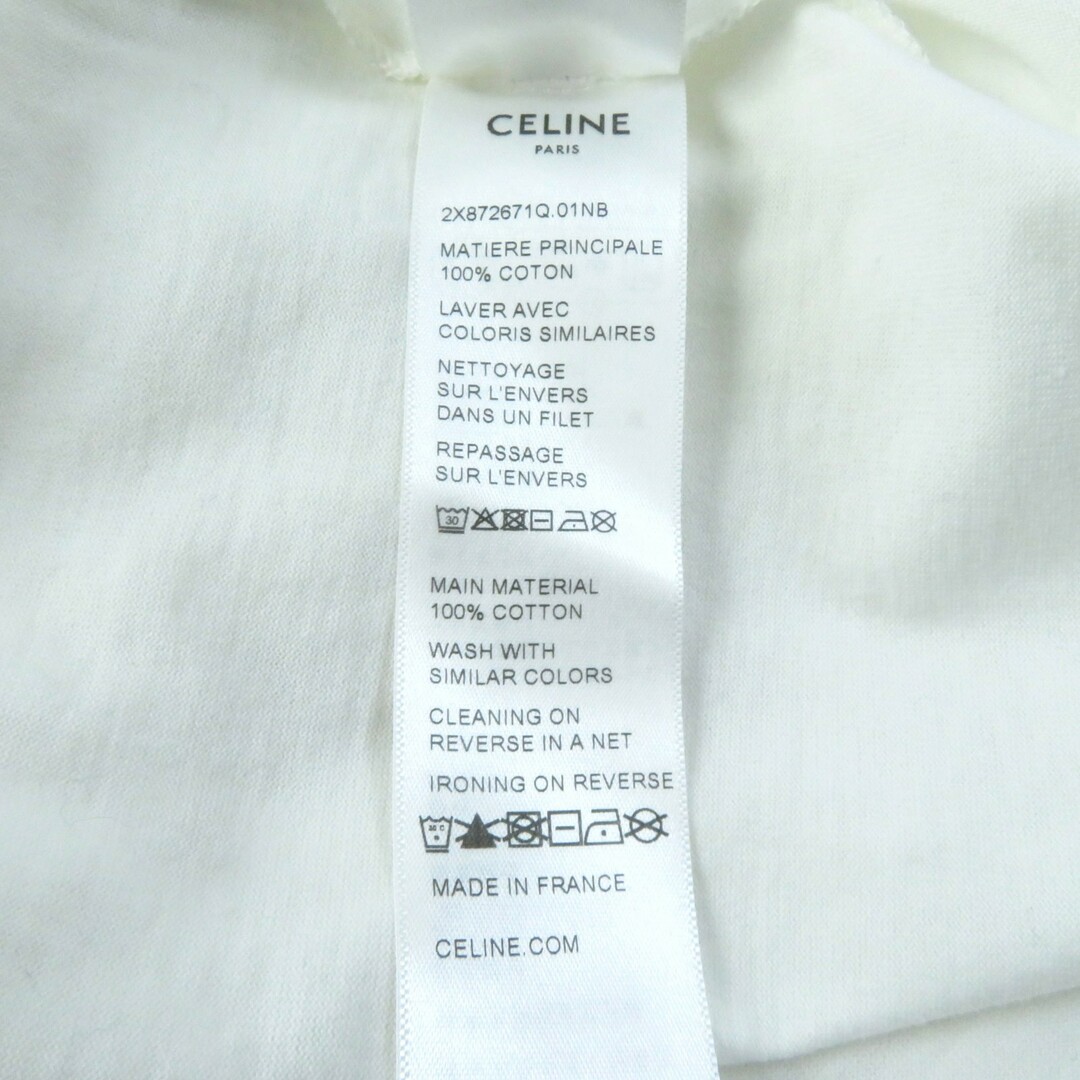 CELINE
PARIS
2X872671Q.01NB
MATIERE PRINCIPALE
100% COTON
LAVER AVEC
COLORIS SIMILAIRES
NETTOYAGE
SUR L'ENVERS
DANS UN FILET
REPASSAGE
SUR L'ENVERS
30
MAIN MATERIAL
100% COTTON
WASH WITH
SIMILAR COLORS
CLEANING ON
REVERSE IN A NET
IRONING ON REVERSE
MADE IN FRANCE
CELINE.COM